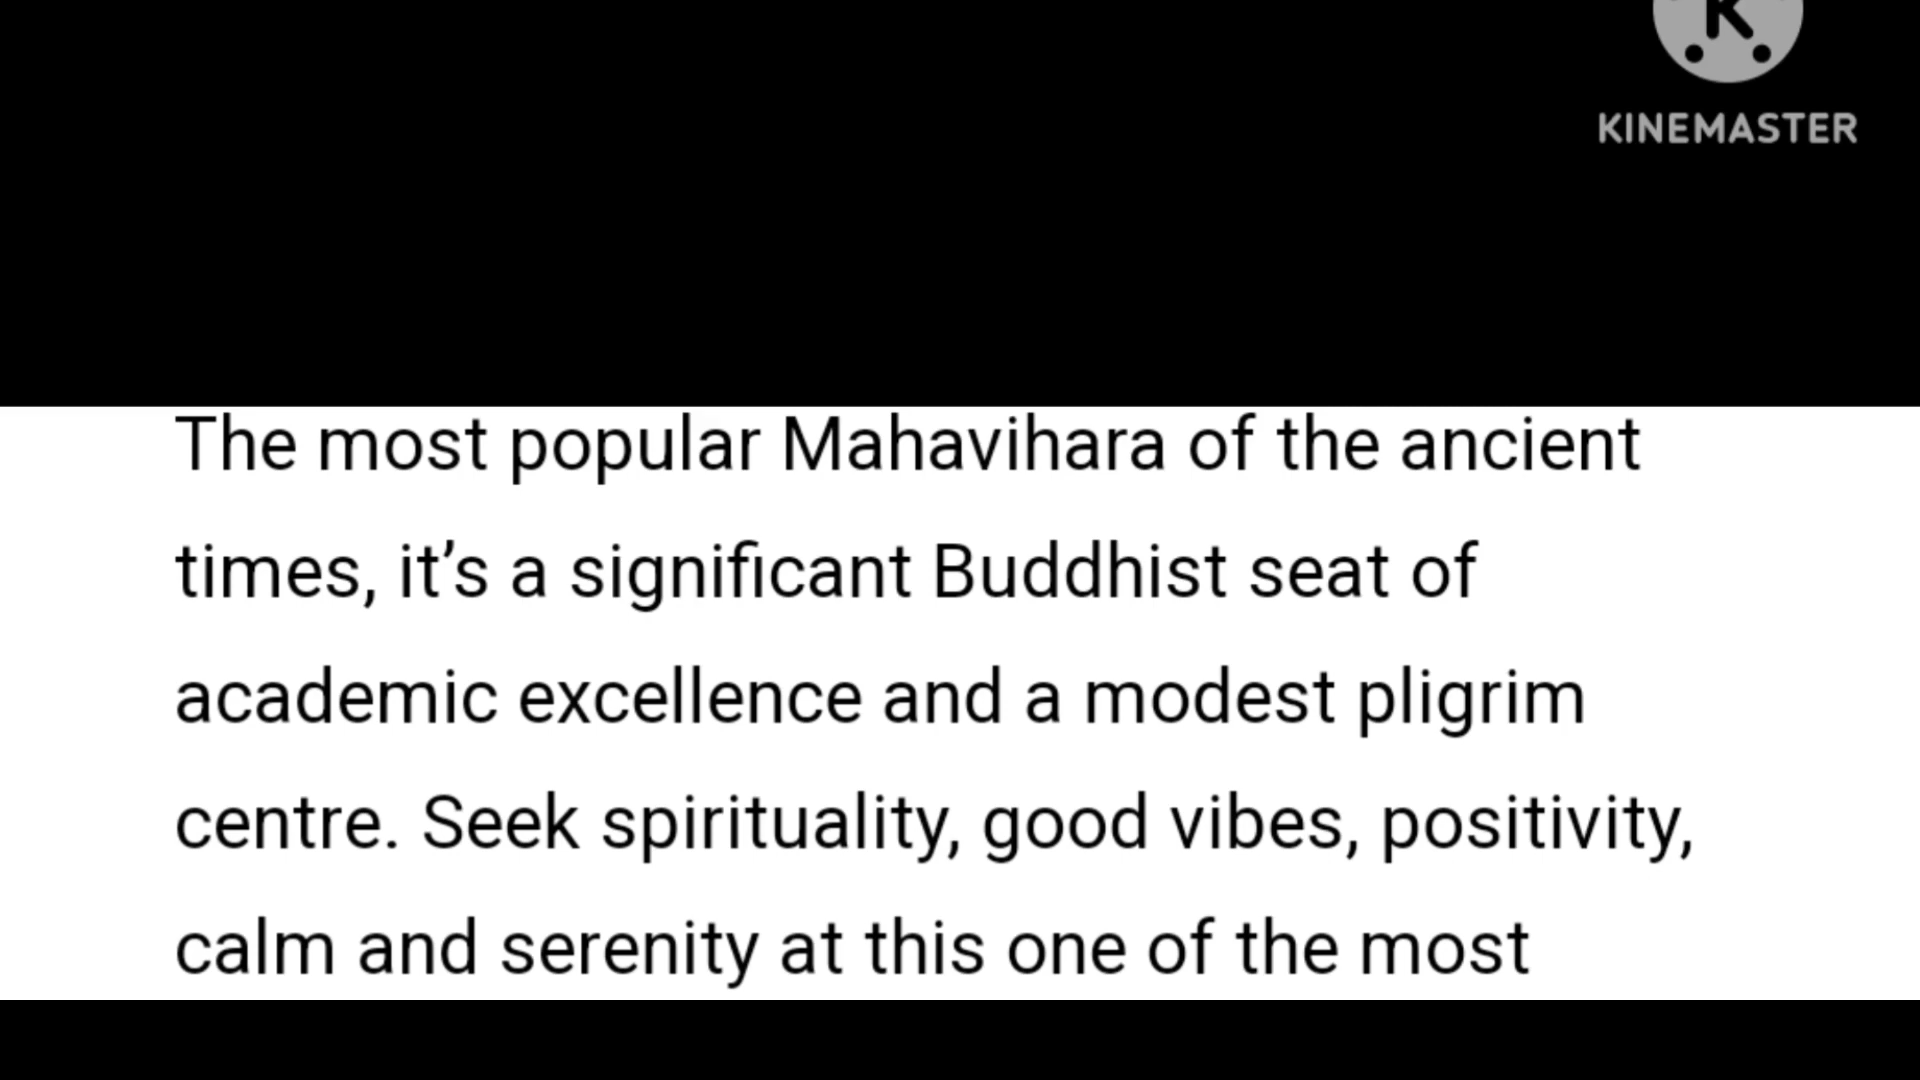 KINEMASTER
The most popular Mahavihara of the ancient
times, it’s a significant Buddhist seat of
academic excellence and a modest pligrim
centre. Seek spirituality, good vibes, positivity,
calm and serenity at this one of the most